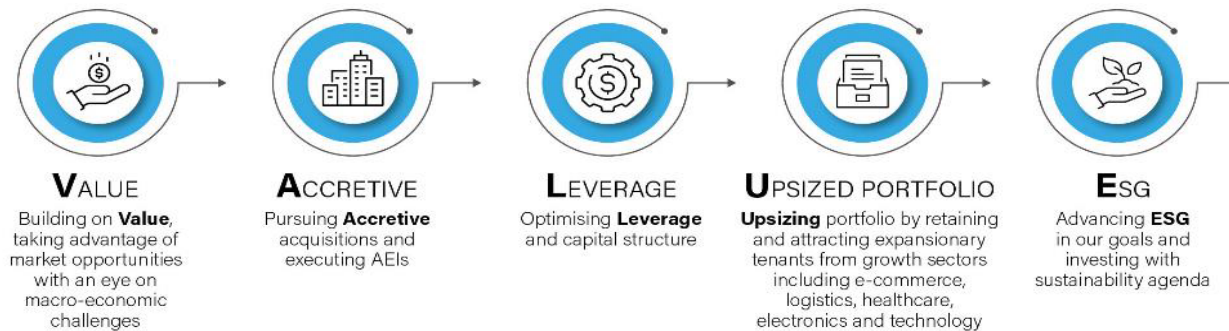 VALUE
Building on Value,
taking advantage of
market opportunities
with an eye on
macro-economic
challenges
ACCRETIVE
Pursuing Accretive
acquisitions and
executing AEIs
LEVERAGE
Optimising Leverage
and capital structure
UPSIZED PORTFOLIO
Upsizing portfolio by retaining
and attracting expansionary
tenants from growth sectors
including e-commerce,
logistics, healthcare,
electronics and technology
ESG
Advancing ESG
in our goals and
investing with
sustainability agenda